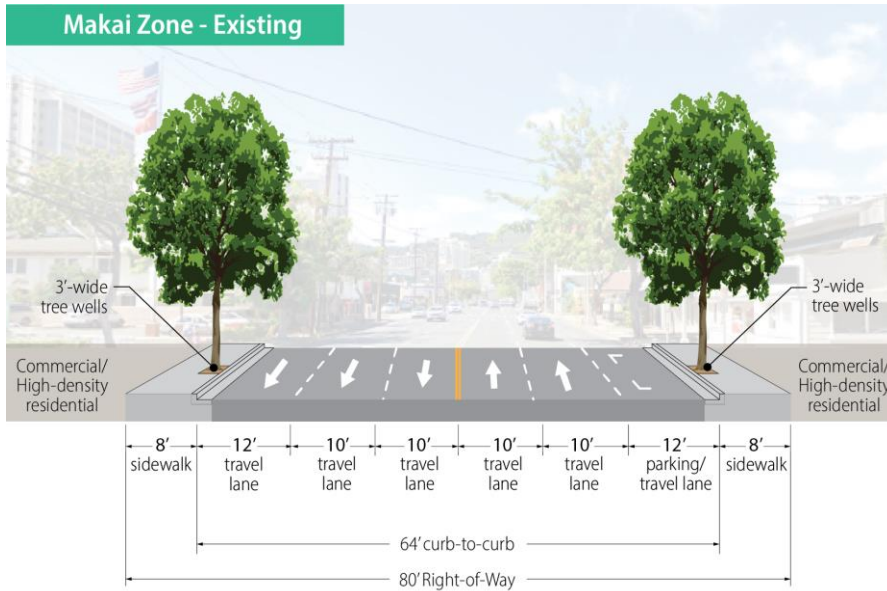 Makai Zone - Existing
3'-wide
tree wells
3'-wide
tree wells
Commercial/
High-density
residential
Commercial/
High-density
residential
8' 12' 10' 10' 10' 10' 12' 8'
sidewalk travel travel travel travel travel parking/ sidewalk
lane lane lane lane lane travel lane
64' curb-to-curb
80' Right-of-Way